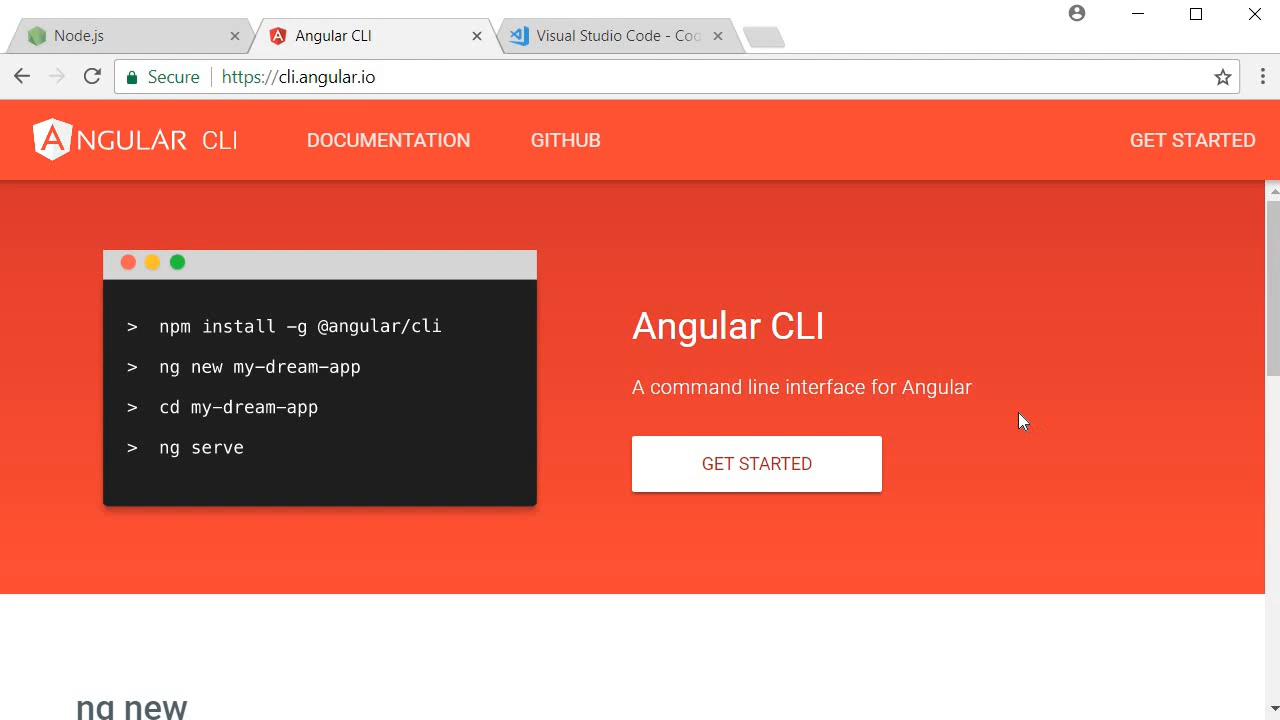 Node.js
Angular CLI
Visual Studio Code - Coc
Secure
https://cli.angular.io
ANGULAR CLI
DOCUMENTATION
GITHUB
GET STARTED
> npm install -g @angular/cli
> ng new my-dream-app
> cd my-dream-app
> ng serve
Angular CLI
A command line interface for Angular
GET STARTED
ng new